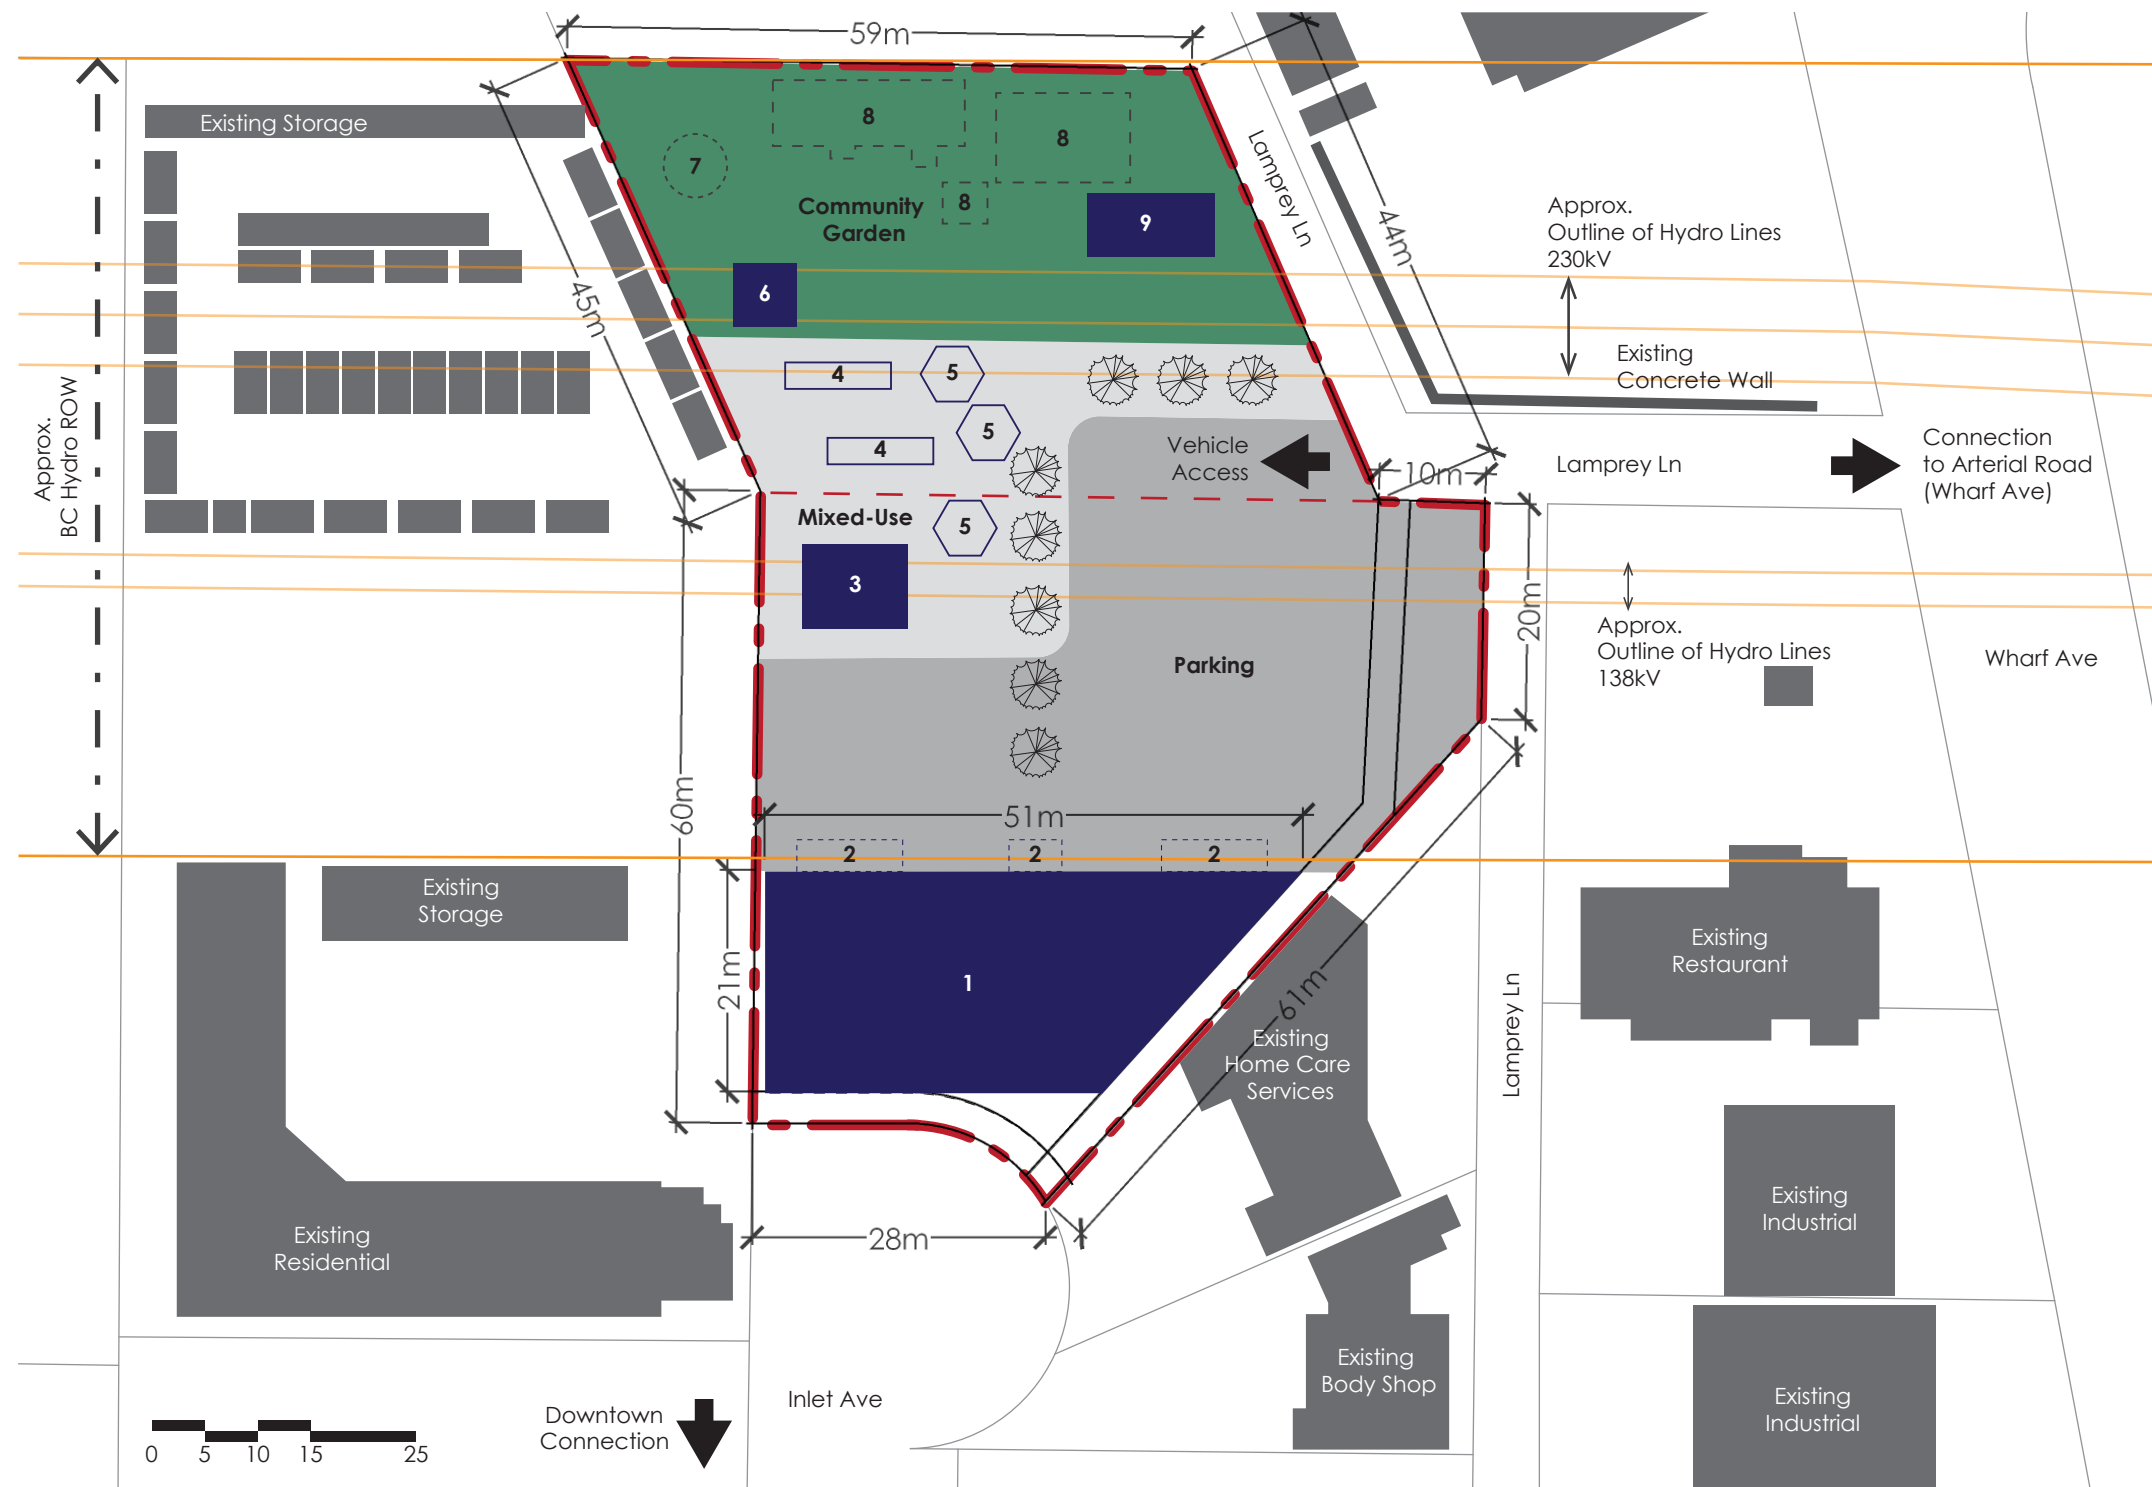 59m
Existing Storage
8
8
7
8
Community
Garden
9
6
Lamprey Ln
44m
45m
Approx.
Outline of Hydro Lines
230kV
Existing
Concrete Wall
Approx.
BC Hydro ROW
4
5
4
5
Vehicle
Access
10m
Lamprey Ln
Connection
to Arterial Road
(Wharf Ave)
Mixed-Use
5
3
20m
Approx.
Outline of Hydro Lines
138kV
Wharf Ave
Parking
60m
51m
2
2
2
Existing
Storage
21m
1
61m
Existing
Home Care
Services
Lamprey Ln
Existing
Restaurant
Existing
Residential
28m
Existing
Industrial
Existing
Body Shop
Existing
Industrial
Inlet Ave
Downtown
Connection
0 5 10 15 25